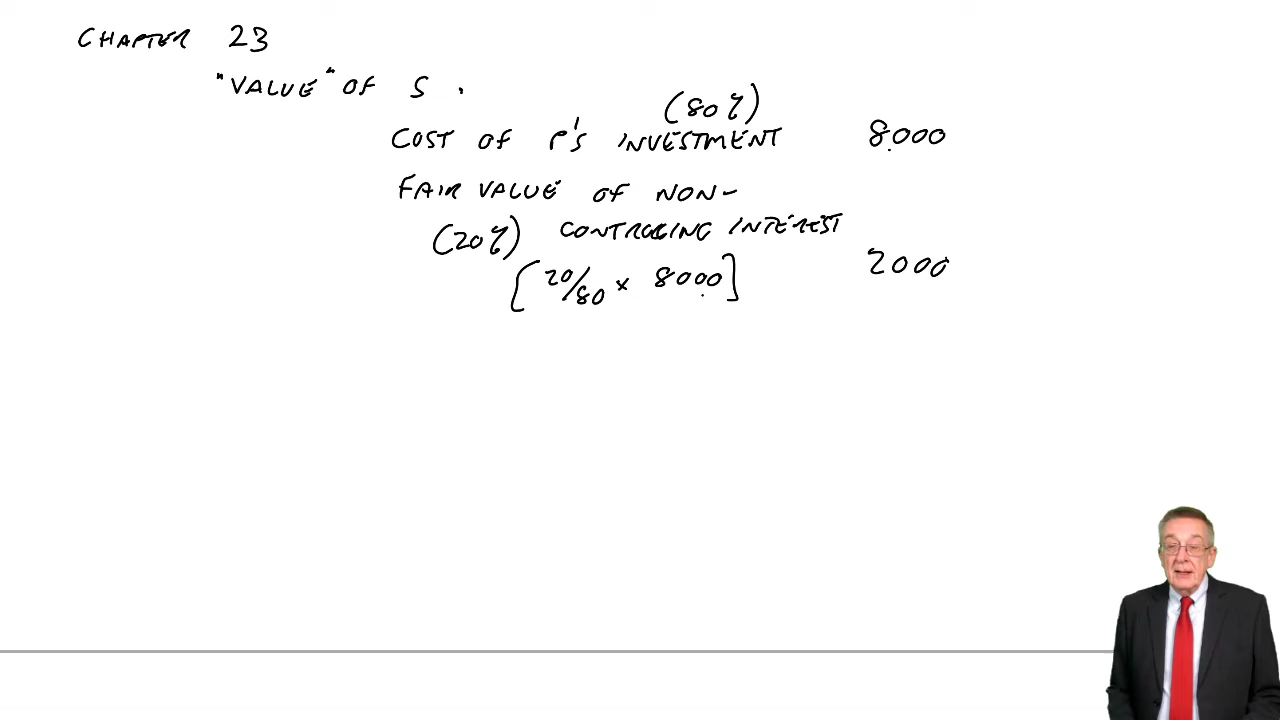 CHAPTER 23
"VALUE" OF S.
(80%)
COST OF P'S INVESTMENT 8000
FAIR VALUE OF NON-
(20%) CONTROLLING INTEREST
[20/80 × 8000] 2000